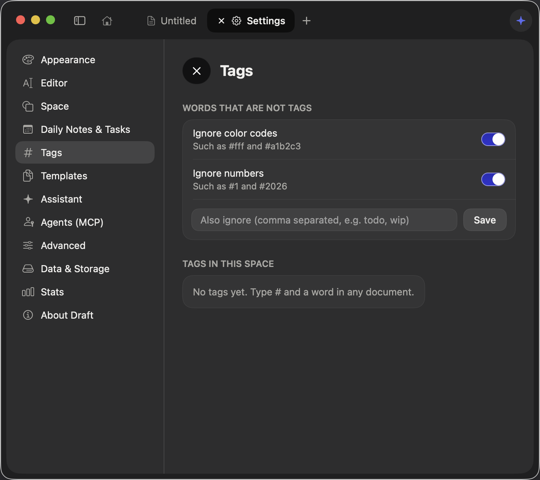 Untitled
Settings
Appearance
Editor
Space
Daily Notes & Tasks
Tags
Templates
Assistant
Agents (MCP)
Advanced
Data & Storage
Stats
About Draft
Tags
WORDS THAT ARE NOT TAGS
Ignore color codes
Such as #fff and #a1b2c3
Ignore numbers
Such as #1 and #2026
Also ignore (comma separated, e.g. todo, wip)
Save
TAGS IN THIS SPACE
No tags yet. Type # and a word in any document.